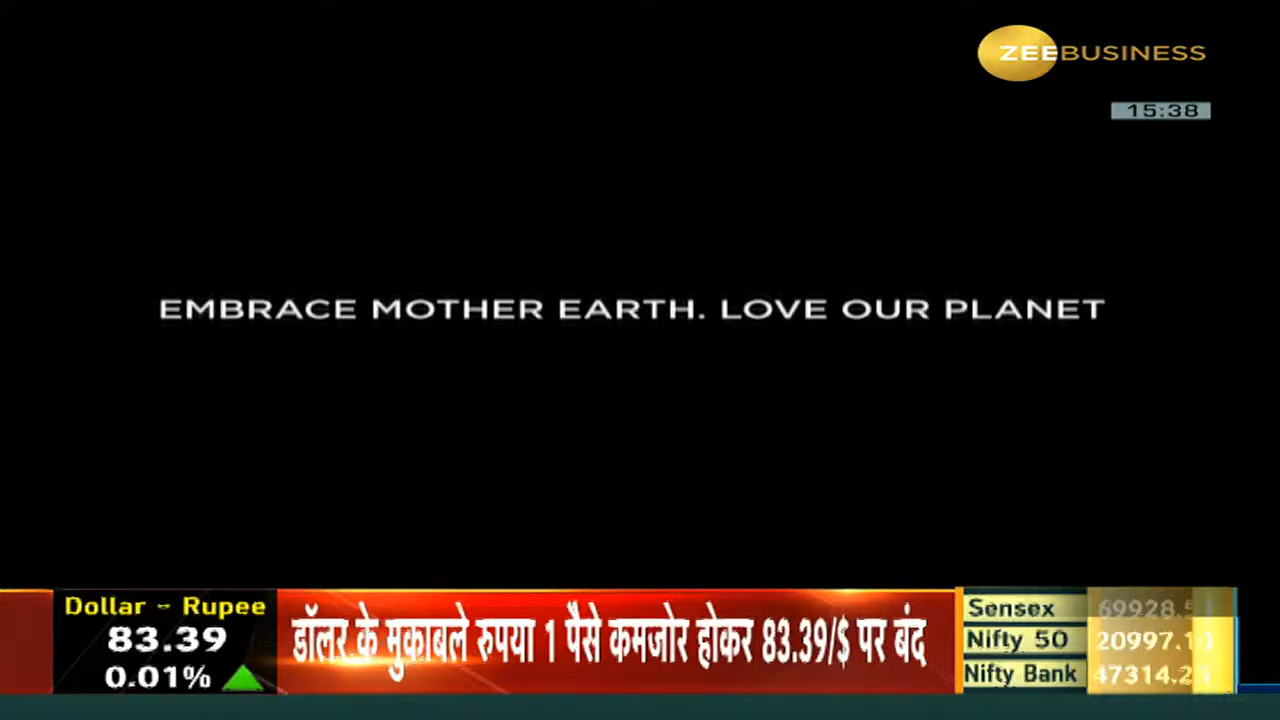 ZEEBUSINESS
15:38
EMBRACE MOTHER EARTH. LOVE OUR PLANET
Dollar - Rupee
83.39
0.01%
डॉलर के मुकाबले रुपया 1 पैसे कमजोर होकर 83.39/$ पर बंद
Sensex
Nifty 50
Nifty Bank